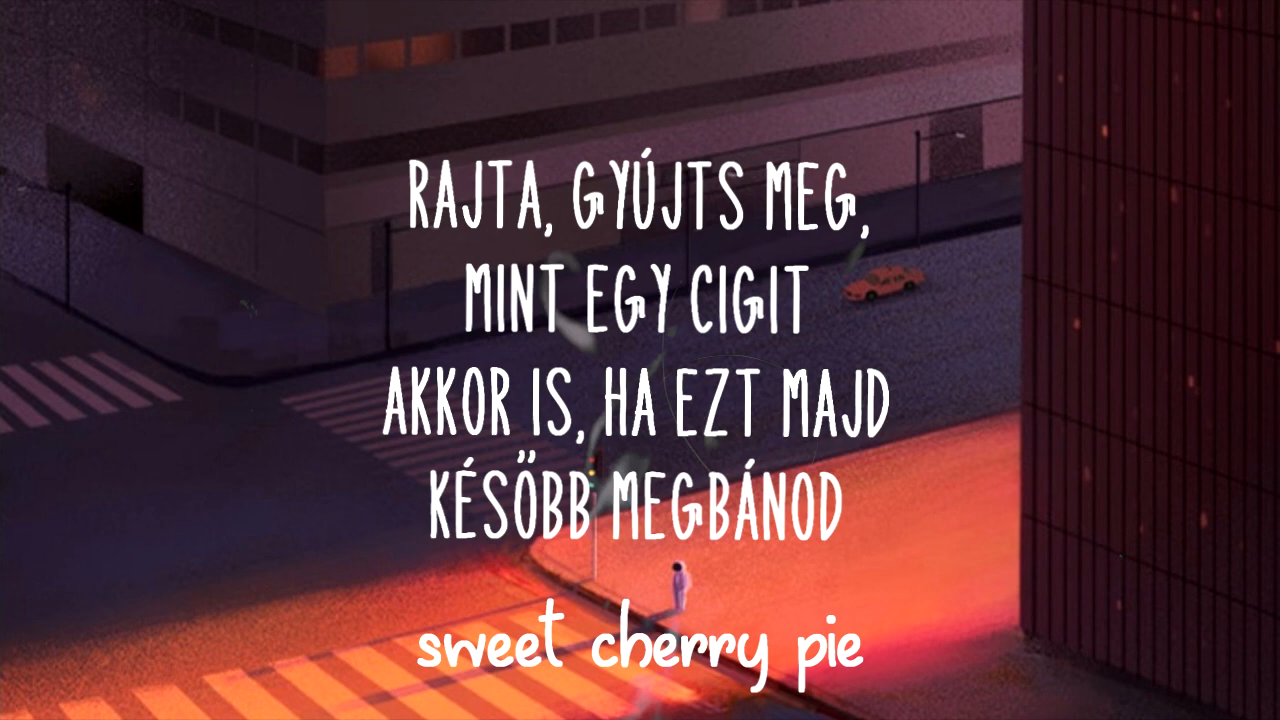 RAJTA, GYÚJTS MEG,
MINT EGY CIGIT
AKKOR IS, HA EZT MAJD
KÉSŐBB MEGBÁNOD
sweet cherry pie